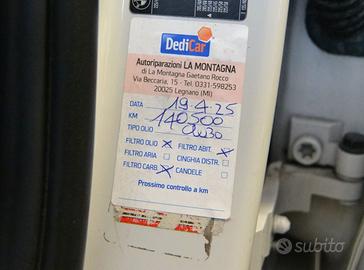 DediCar
Autoriparazioni LA MONTAGNA
di La Montagna Gaetano Rocco
Via Beccaria, 15 - Tel. 0331-598253
20025 Legnano (MI)
DATA 19.4.25
KM 140500
TIPO OLIO 0W30
FILTRO OLIO X FILTRO ABIT. X
FILTRO ARIA □ CINGHIA DISTR. □
FILTRO CARB. X CANDELE □
Prossimo controllo a km
subito